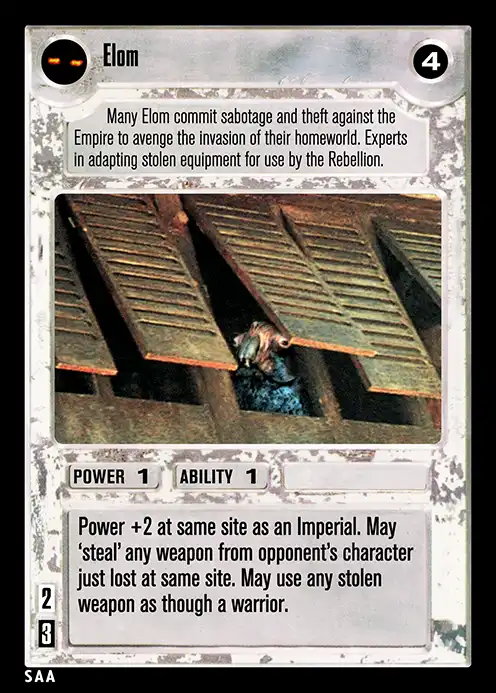 Elom
4
Many Elom commit sabotage and theft against the
Empire to avenge the invasion of their homeworld. Experts
in adapting stolen equipment for use by the Rebellion.
POWER 1 ABILITY 1
Power +2 at same site as an Imperial. May
‘steal’ any weapon from opponent’s character
just lost at same site. May use any stolen
weapon as though a warrior.
2
3
SAA